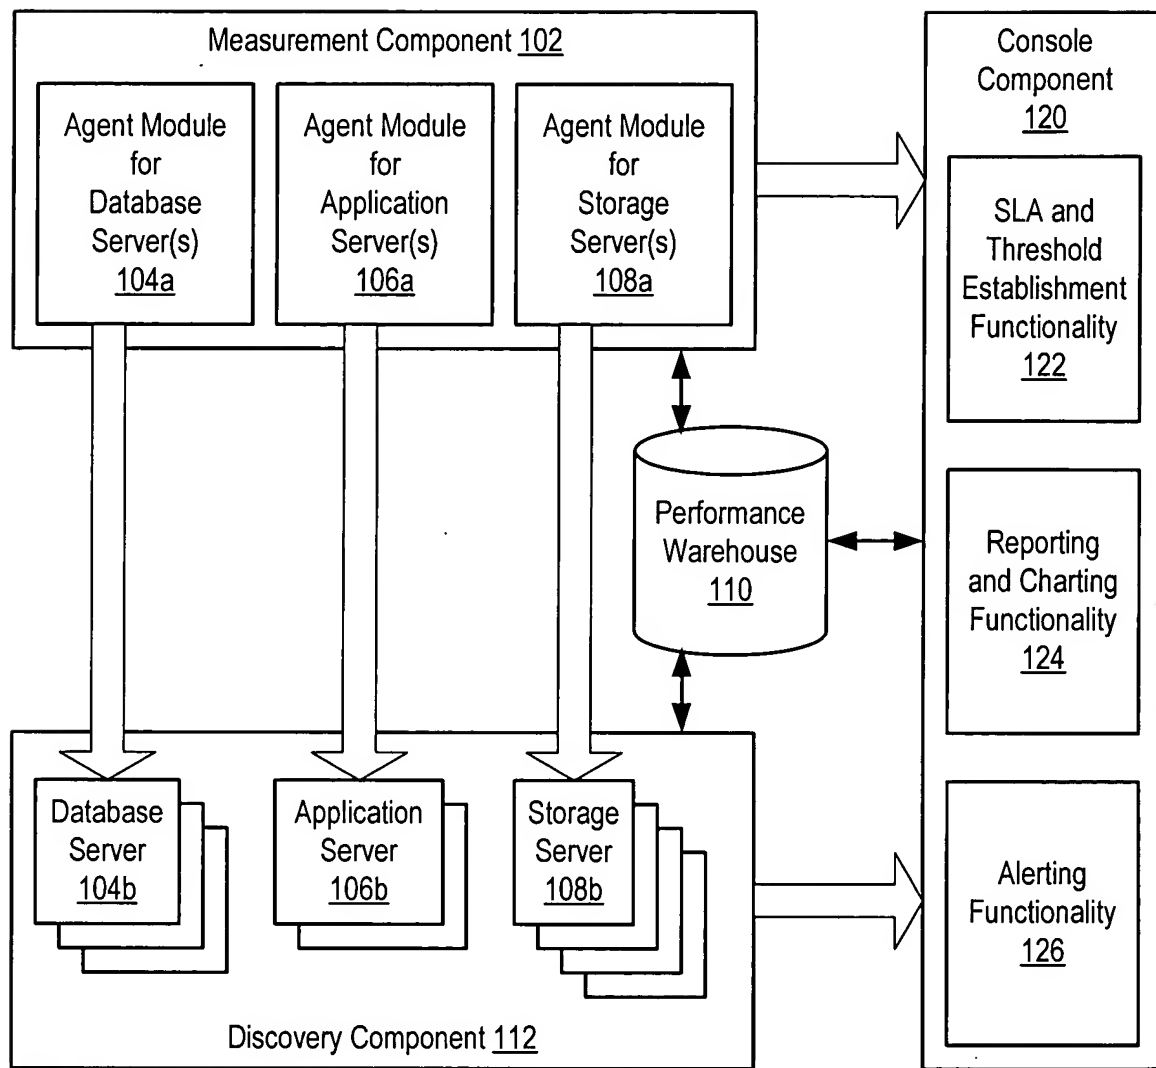 Measurement Component 102
Agent Module
for
Database
Server(s)
104a
Agent Module
for
Application
Server(s)
106a
Agent Module
for
Storage
Server(s)
108a
Console
Component
120
SLA and
Threshold
Establishment
Functionality
122
Performance
Warehouse
110
Reporting
and Charting
Functionality
124
Database
Server
104b
Application
Server
106b
Storage
Server
108b
Alerting
Functionality
126
Discovery Component 112